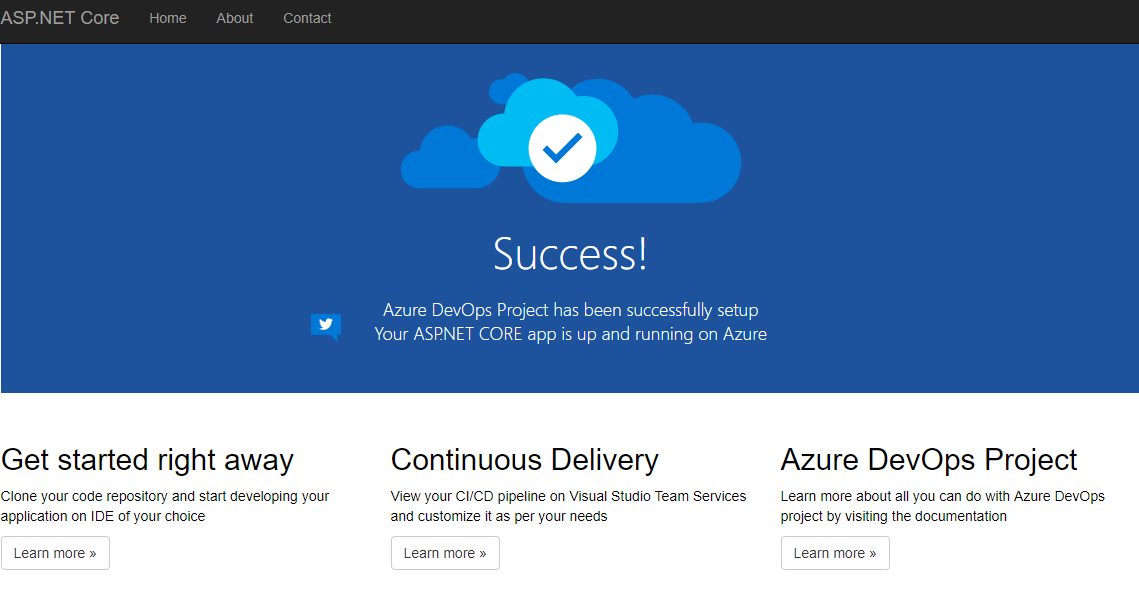 ASP.NET Core Home About Contact
Success!
Azure DevOps Project has been successfully setup
Your ASP.NET CORE app is up and running on Azure
Get started right away
Clone your code repository and start developing your
application on IDE of your choice
Learn more »
Continuous Delivery
View your CI/CD pipeline on Visual Studio Team Services
and customize it as per your needs
Learn more »
Azure DevOps Project
Learn more about all you can do with Azure DevOps
project by visiting the documentation
Learn more »